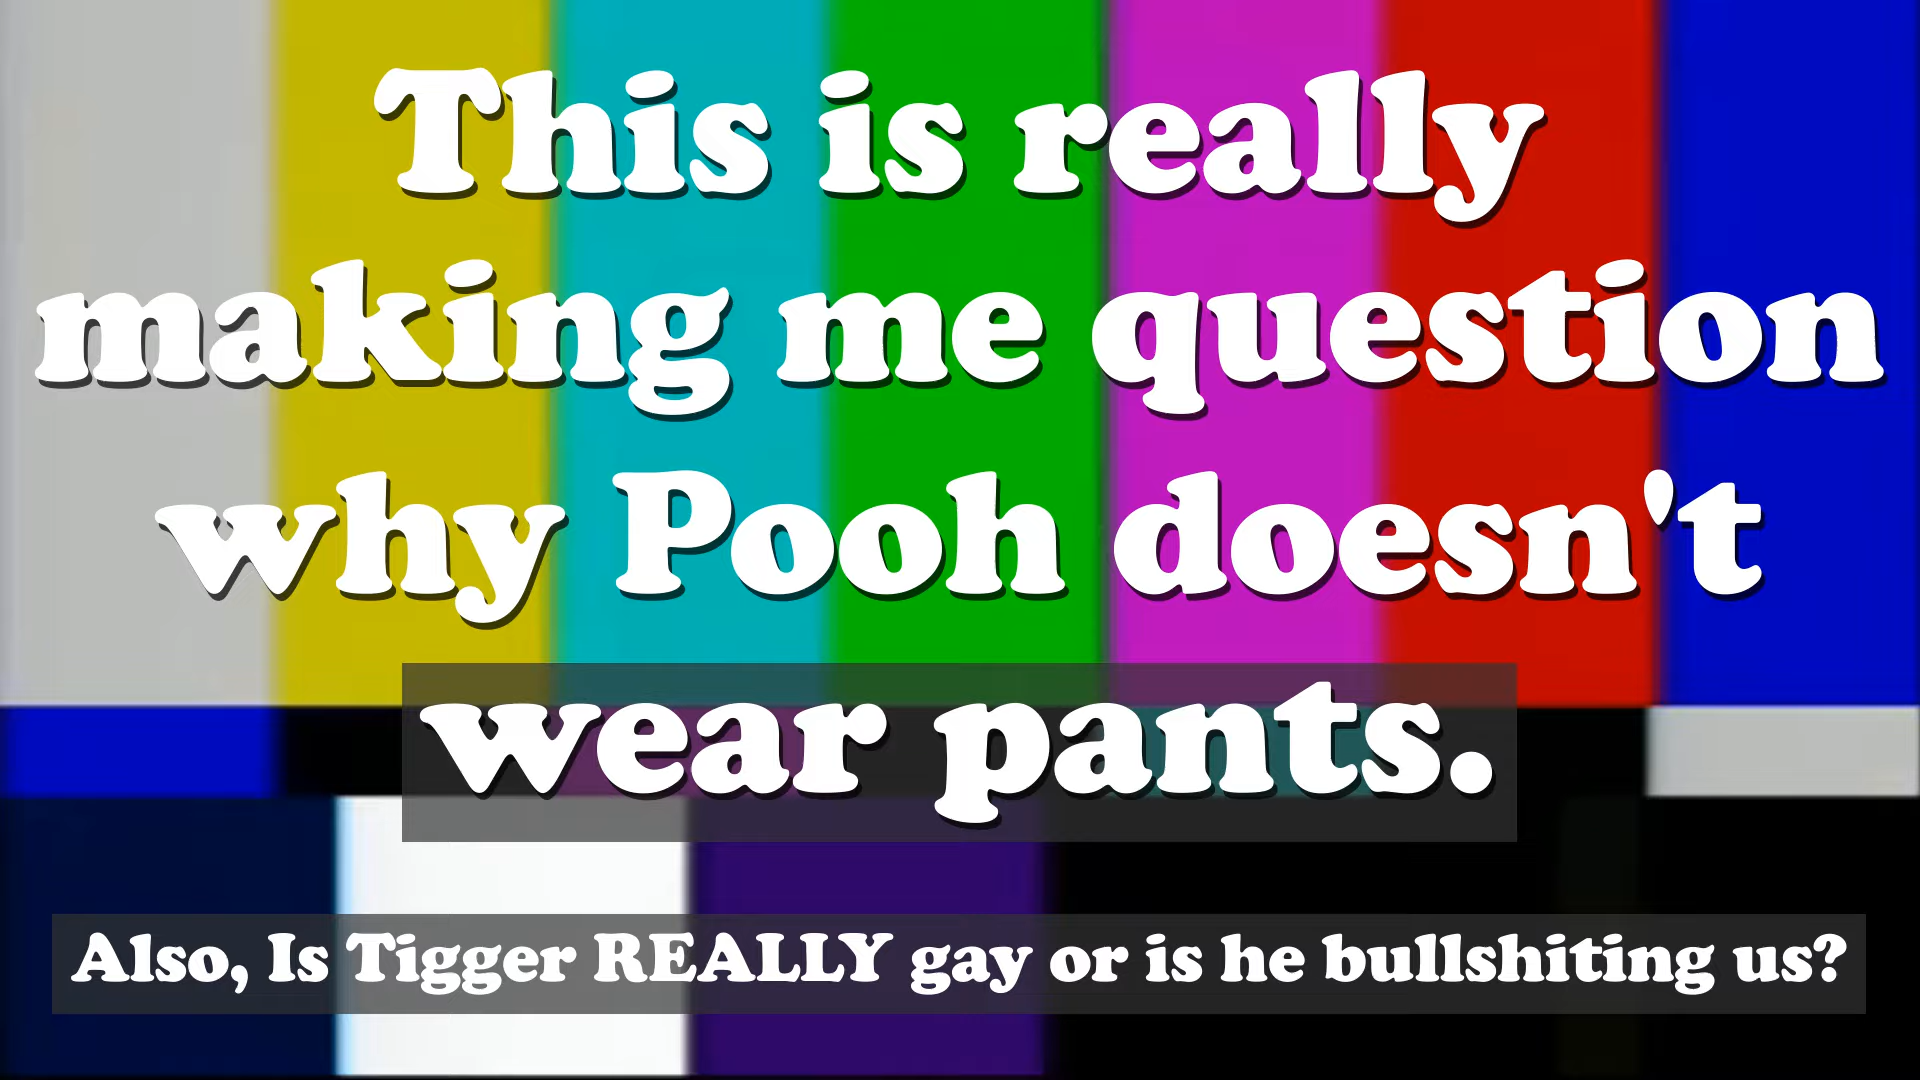 This is really
making me question
why Pooh doesn't
wear pants.
Also, Is Tigger REALLY gay or is he bullshiting us?